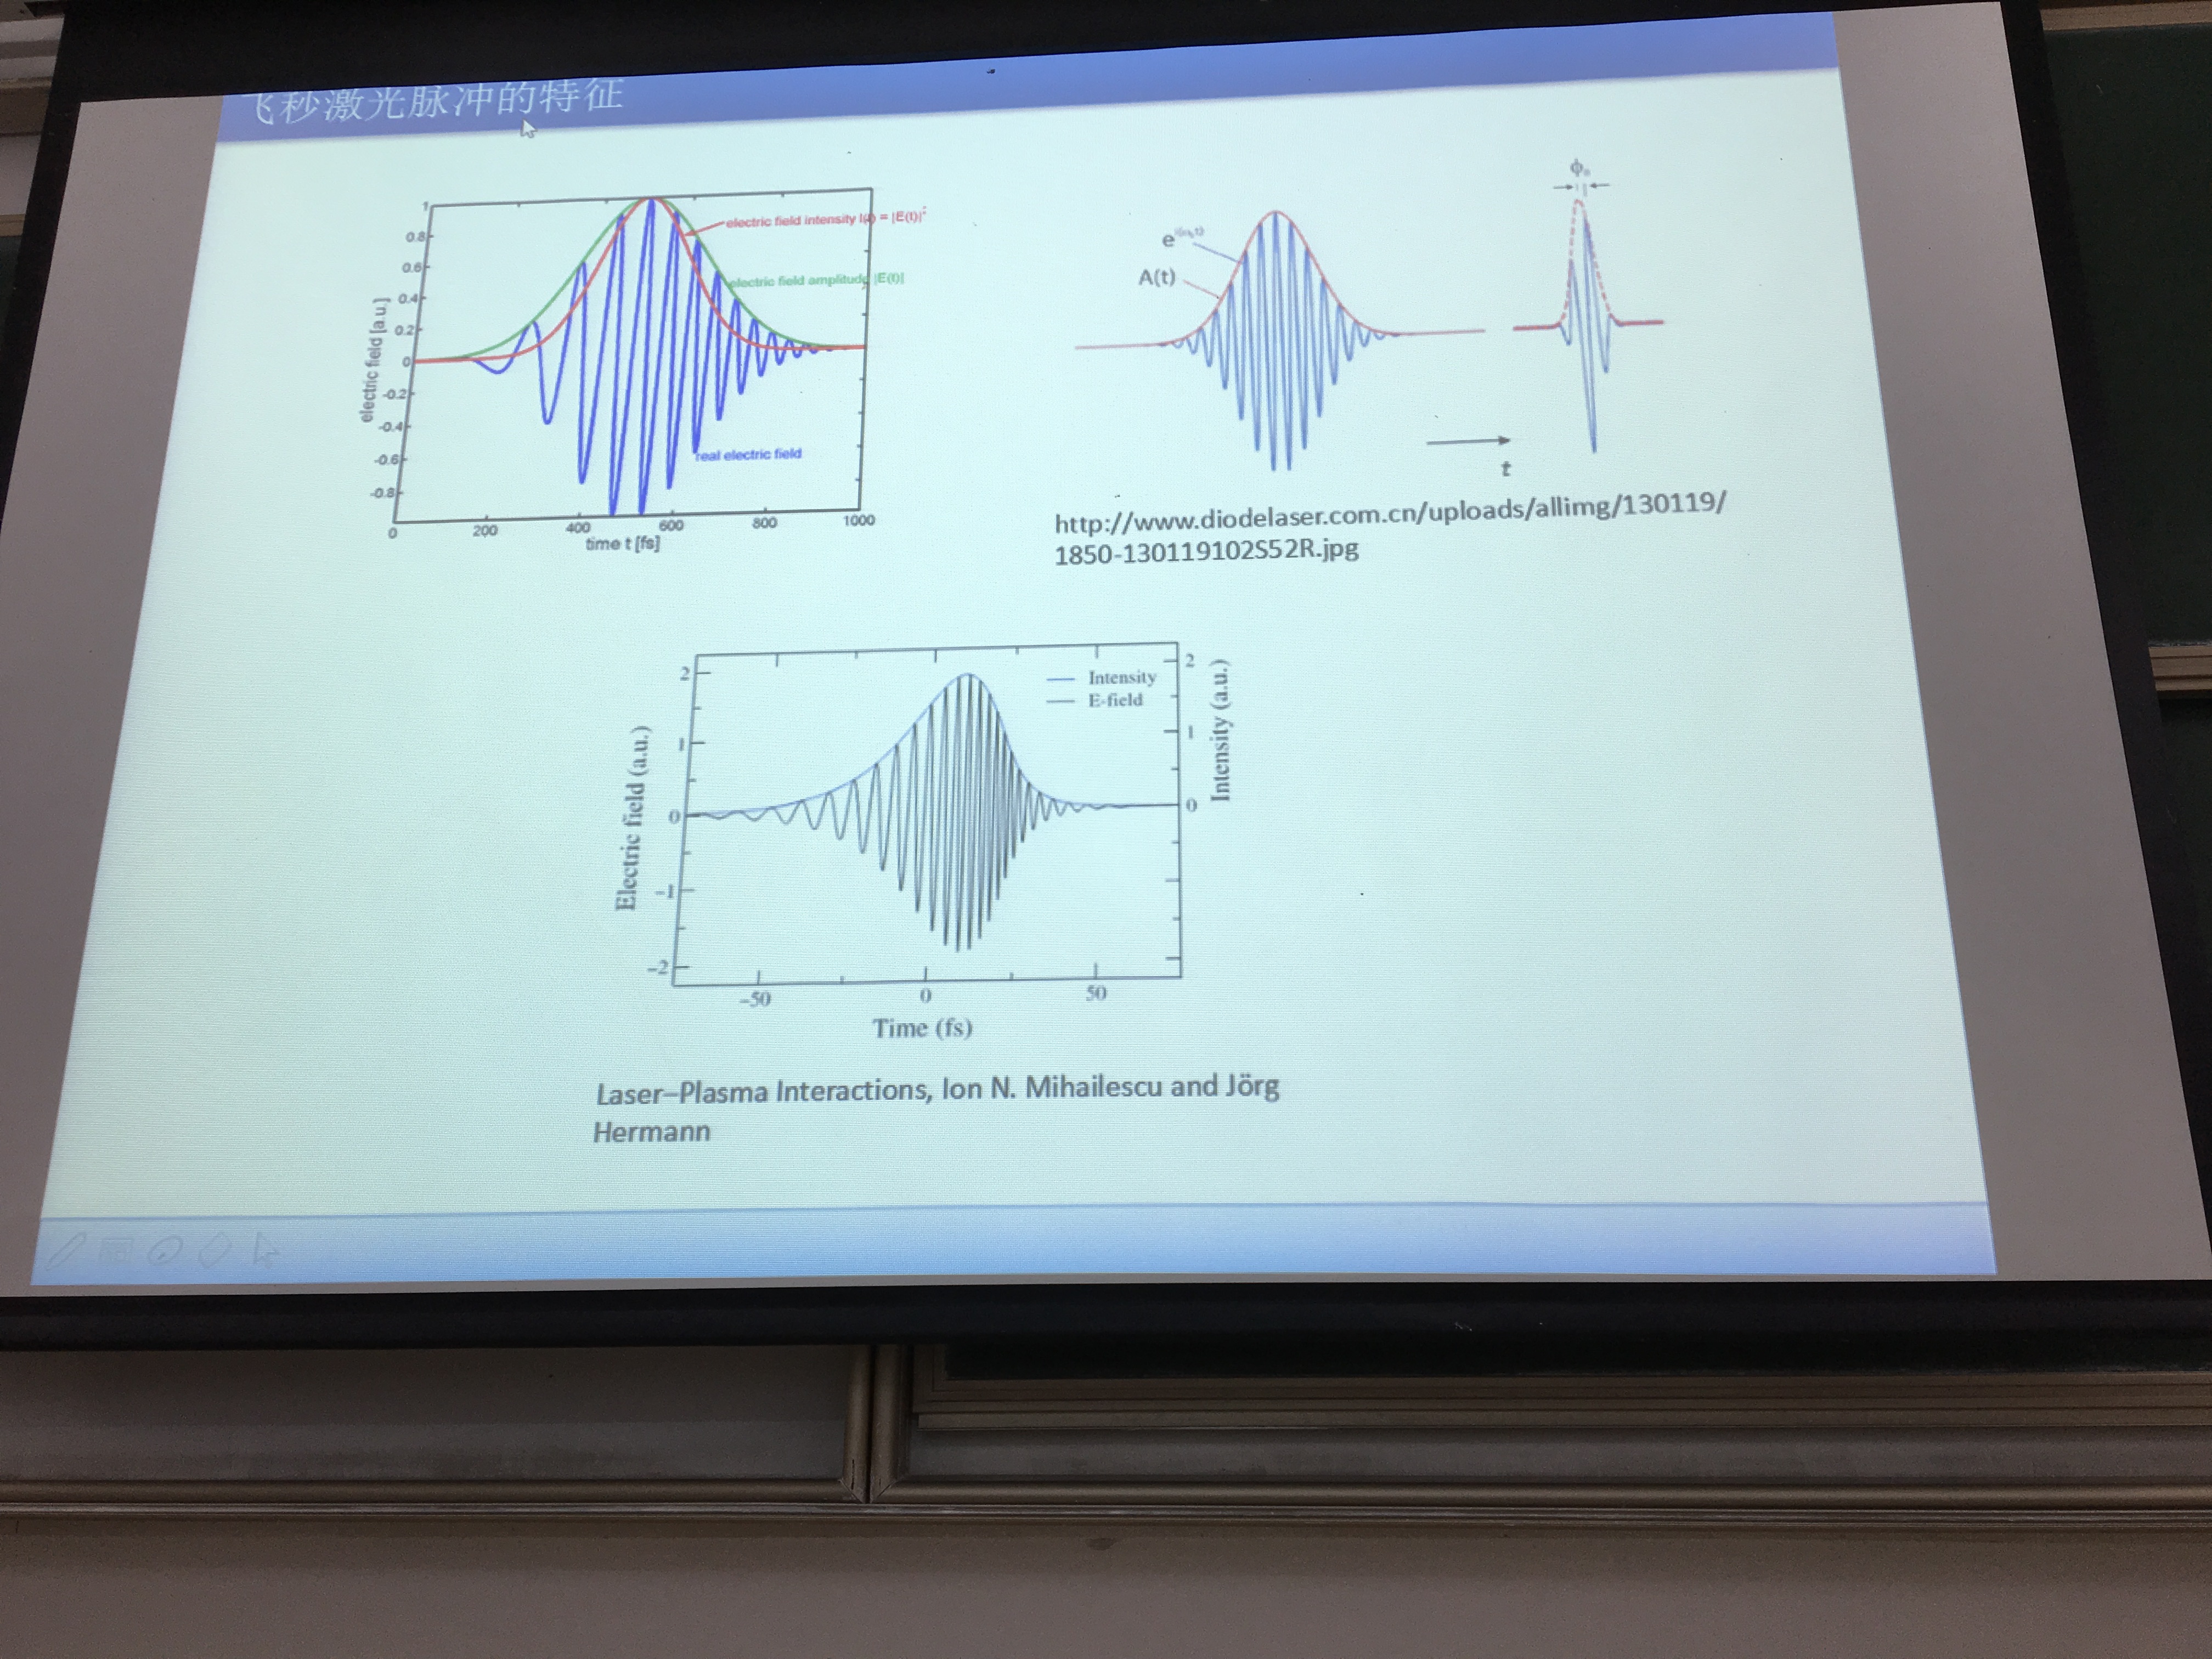 飞秒激光脉冲的特征
electric field intensity I(t) = |E(t)|²
electric field amplitude |E(t)|
real electric field
electric field [a.u.]
1
0.8
0.6
0.4
0.2
0
-0.2
-0.4
-0.6
-0.8
0 200 400 600 800 1000
time t [fs]
A(t)
t
http://www.diodelaser.com.cn/uploads/allimg/130119/
1850-130119102S52R.jpg
Electric field (a.u.)
2
1
0
−1
−2
Intensity
E-field
2
1
0
Intensity (a.u.)
−50 0 50
Time (fs)
Laser–Plasma Interactions, Ion N. Mihailescu and Jörg
Hermann